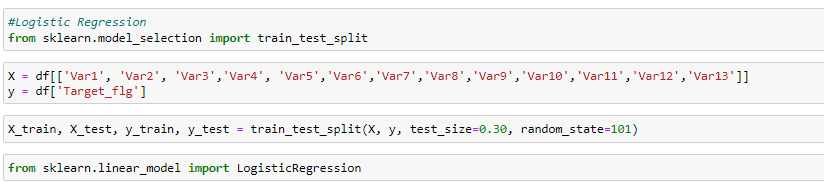 #Logistic Regression
from sklearn.model_selection import train_test_split
X = df[['Var1', 'Var2', 'Var3','Var4', 'Var5','Var6','Var7','Var8','Var9','Var10','Var11','Var12','Var13']]
y = df['Target_flg']
X_train, X_test, y_train, y_test = train_test_split(X, y, test_size=0.30, random_state=101)
from sklearn.linear_model import LogisticRegression